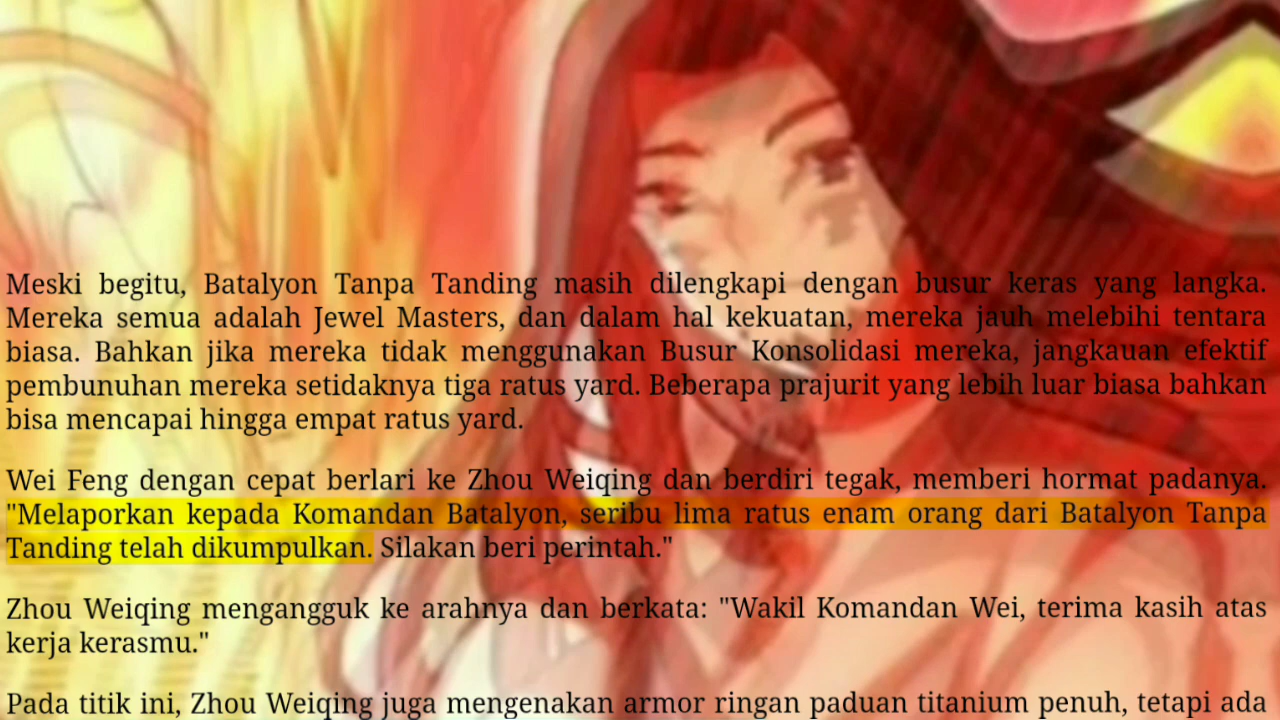 Meski begitu, Batalyon Tanpa Tanding masih dilengkapi dengan busur keras yang langka.
Mereka semua adalah Jewel Masters, dan dalam hal kekuatan, mereka jauh melebihi tentara
biasa. Bahkan jika mereka tidak menggunakan Busur Konsolidasi mereka, jangkauan efektif
pembunuhan mereka setidaknya tiga ratus yard. Beberapa prajurit yang lebih luar biasa bahkan
bisa mencapai hingga empat ratus yard.
Wei Feng dengan cepat berlari ke Zhou Weiqing dan berdiri tegak, memberi hormat padanya.
"Melaporkan kepada Komandan Batalyon, seribu lima ratus enam orang dari Batalyon Tanpa
Tanding telah dikumpulkan. Silakan beri perintah."
Zhou Weiqing mengangguk ke arahnya dan berkata: "Wakil Komandan Wei, terima kasih atas
kerja kerasmu."
Pada titik ini, Zhou Weiqing juga mengenakan armor ringan paduan titanium penuh, tetapi ada